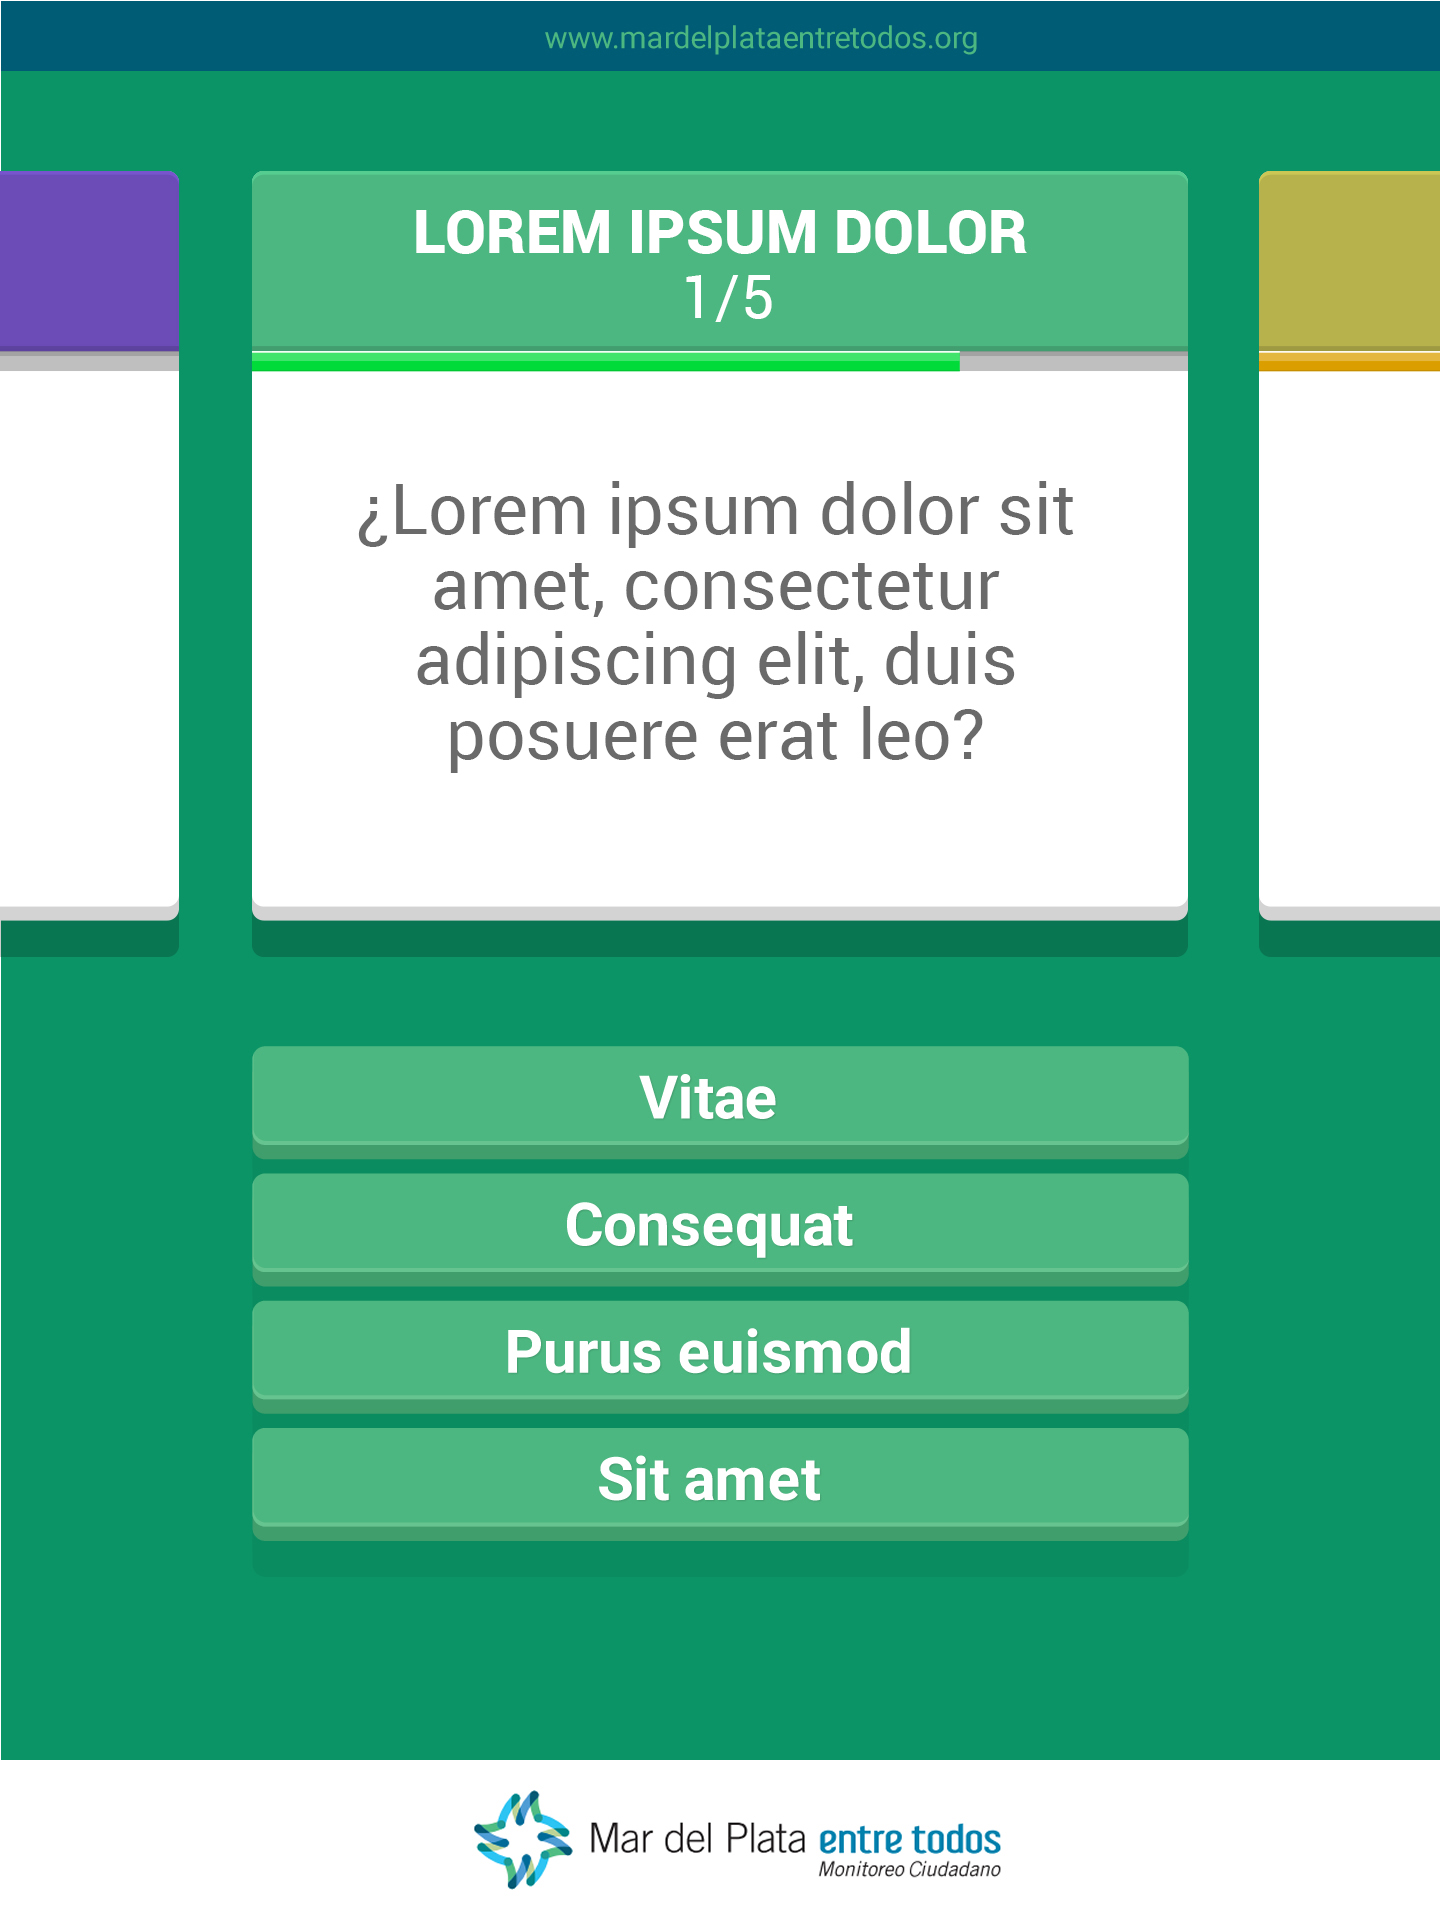 www.mardelplataentretodos.org
LOREM IPSUM DOLOR
1/5
¿Lorem ipsum dolor sit
amet, consectetur
adipiscing elit, duis
posuere erat leo?
Vitae
Consequat
Purus euismod
Sit amet
Mar del Plata entre todos
Monitoreo Ciudadano